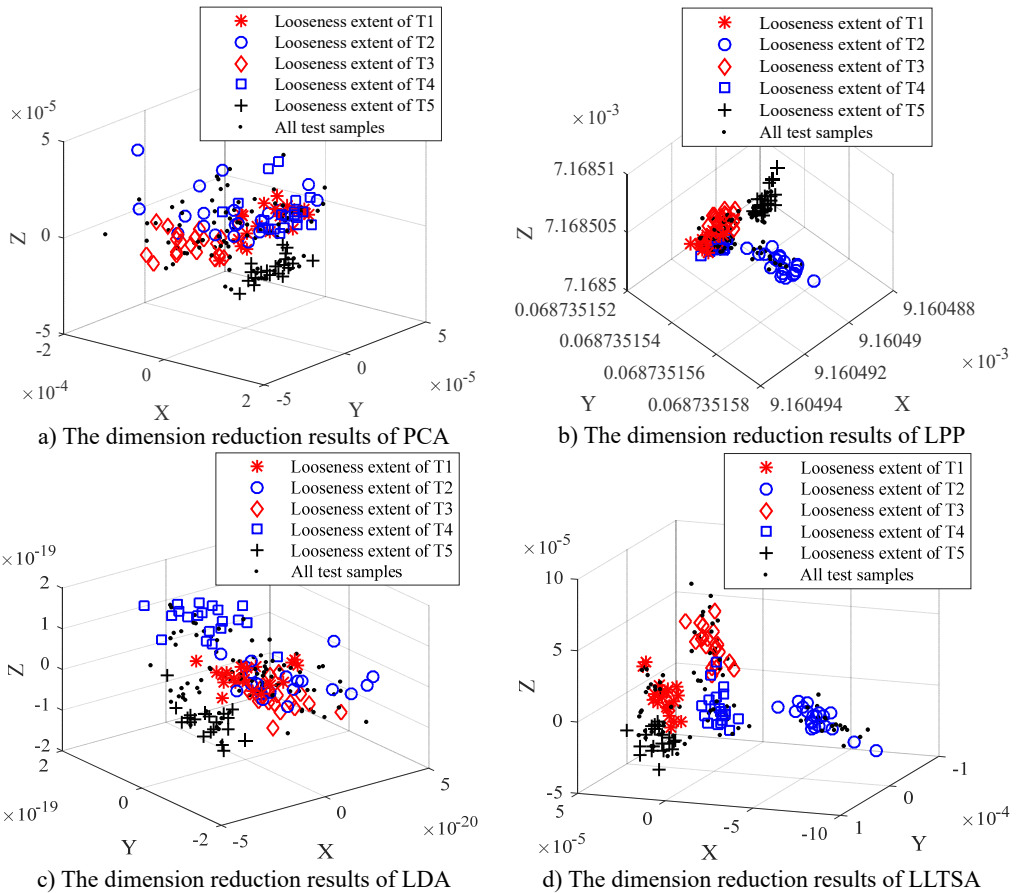 Looseness extent of T1
Looseness extent of T2
Looseness extent of T3
Looseness extent of T4
Looseness extent of T5
All test samples
×10-5
5
0
-5
Z
-2
0
2
×10-4
X
-5
0
5
×10-5
Y
a) The dimension reduction results of PCA
Looseness extent of T1
Looseness extent of T2
Looseness extent of T3
Looseness extent of T4
Looseness extent of T5
All test samples
×10-3
7.16851
7.168505
7.1685
Z
0.068735152
0.068735154
0.068735156
0.068735158
Y
9.160488
9.16049
9.160492
9.160494
×10-3
X
b) The dimension reduction results of LPP
Looseness extent of T1
Looseness extent of T2
Looseness extent of T3
Looseness extent of T4
Looseness extent of T5
All test samples
×10-19
2
1
0
-1
-2
Z
2
0
-2
×10-19
Y
-5
0
5
×10-20
X
c) The dimension reduction results of LDA
Looseness extent of T1
Looseness extent of T2
Looseness extent of T3
Looseness extent of T4
Looseness extent of T5
All test samples
×10-5
10
5
0
-5
Z
5
0
-5
-10
×10-5
X
1
0
-1
×10-4
Y
d) The dimension reduction results of LLTSA